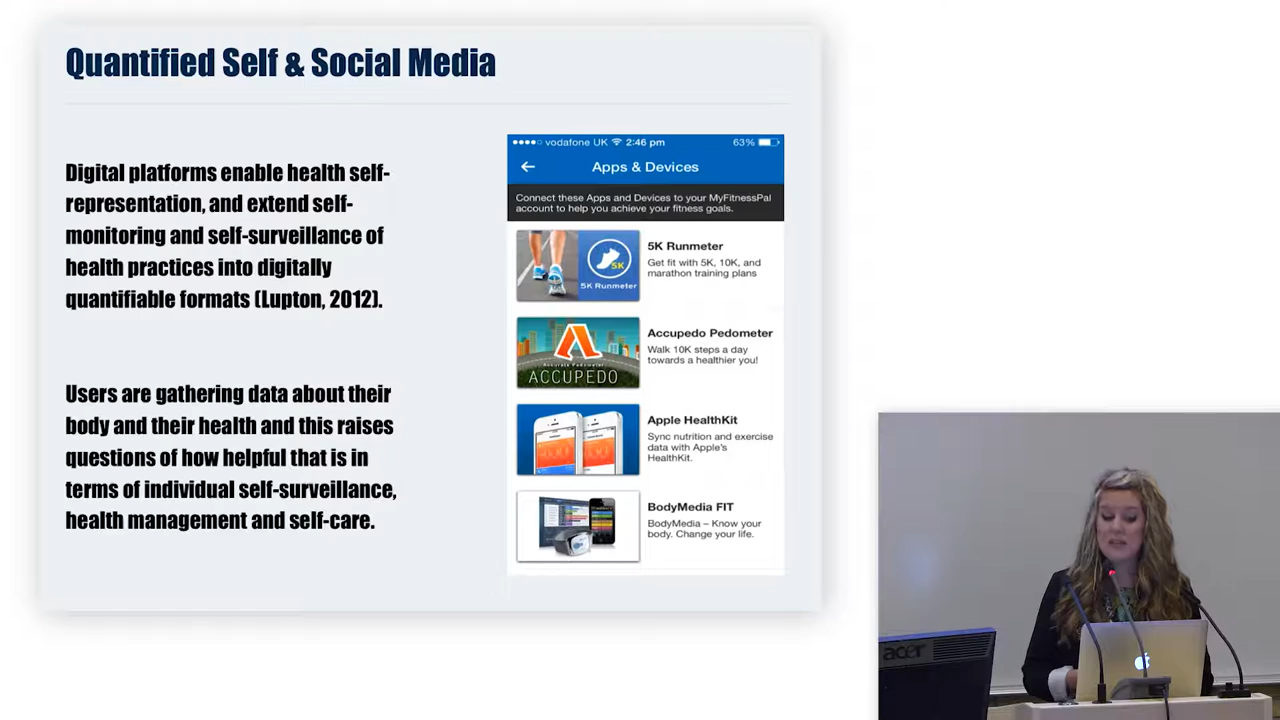 Quantified Self & Social Media
Digital platforms enable health self-
representation, and extend self-
monitoring and self-surveillance of
health practices into digitally
quantifiable formats (Lupton, 2012).
Users are gathering data about their
body and their health and this raises
questions of how helpful that is in
terms of individual self-surveillance,
health management and self-care.
vodafone UK 2:46 pm 63%
Apps & Devices
Connect these Apps and Devices to your MyFitnessPal
account to help you achieve your fitness goals.
5K
5K Runmeter
5K Runmeter
Get fit with 5K, 10K, and
marathon training plans
Accurate Pedometer
ACCUPEDO
Accupedo Pedometer
Walk 10K steps a day
towards a healthier you!
Apple HealthKit
Sync nutrition and exercise
data with Apple's
HealthKit.
BodyMedia FIT
BodyMedia – Know your
body. Change your life.
acer